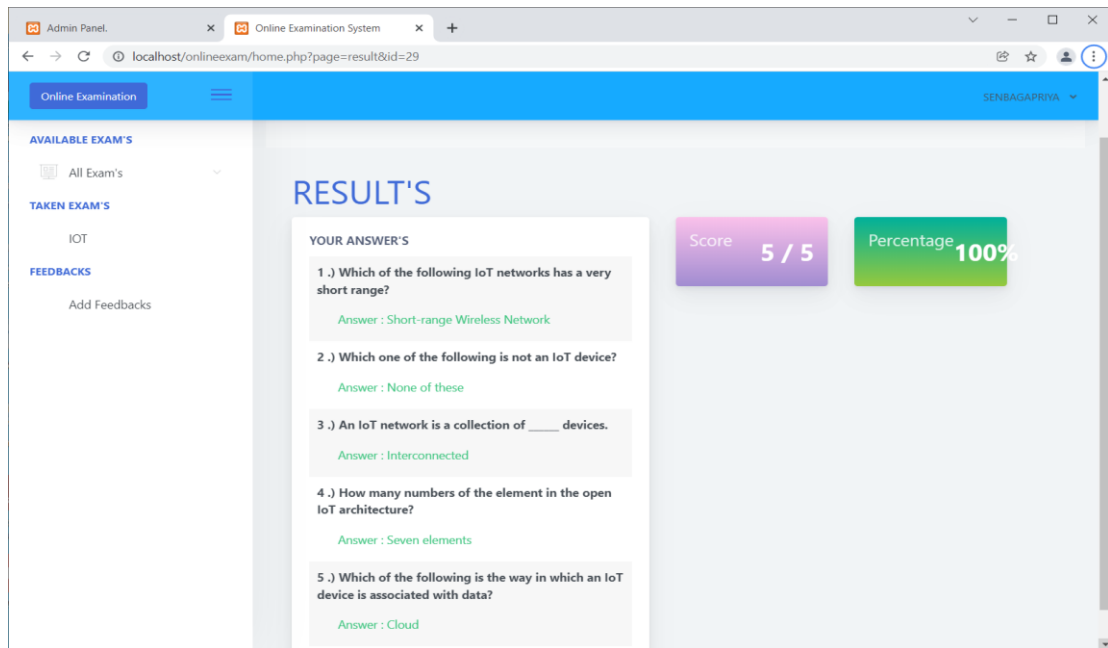 Admin Panel.
Online Examination System
localhost/onlineexam/home.php?page=result&id=29
Online Examination
SENBAGAPRIYA
AVAILABLE EXAM'S
All Exam's
TAKEN EXAM'S
IOT
FEEDBACKS
Add Feedbacks
RESULT'S
YOUR ANSWER'S
1 .) Which of the following IoT networks has a very
short range?
Answer : Short-range Wireless Network
2 .) Which one of the following is not an IoT device?
Answer : None of these
3 .) An IoT network is a collection of _____ devices.
Answer : Interconnected
4 .) How many numbers of the element in the open
IoT architecture?
Answer : Seven elements
5 .) Which of the following is the way in which an IoT
device is associated with data?
Answer : Cloud
Score
5 / 5
Percentage
100%